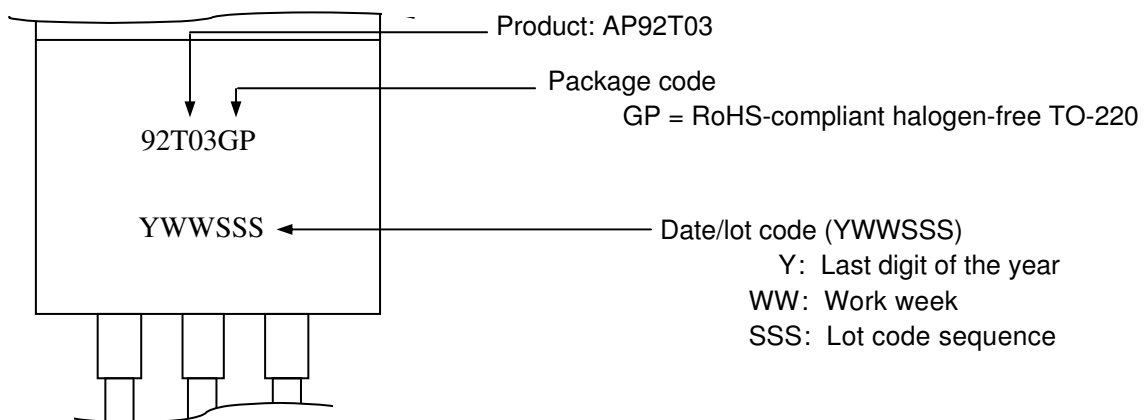 Product: AP92T03
Package code
GP = RoHS-compliant halogen-free TO-220
92T03GP
YWWSSS
Date/lot code (YWWSSS)
Y: Last digit of the year
WW: Work week
SSS: Lot code sequence